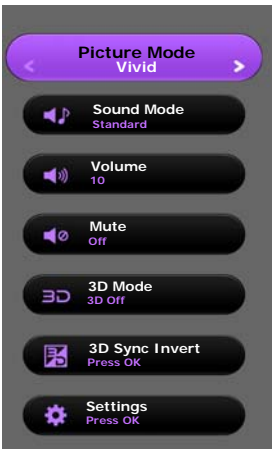 Picture Mode
Vivid
Sound Mode
Standard
Volume
10
Mute
Off
3D
3D Mode
3D Off
3D Sync Invert
Press OK
Settings
Press OK